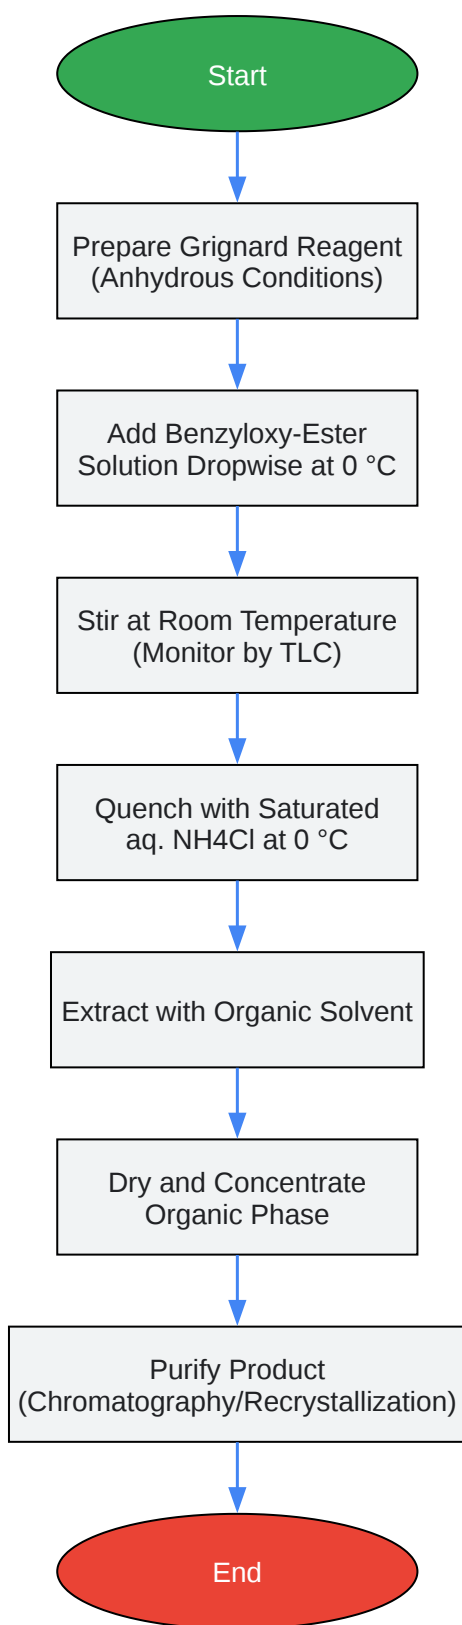 Start
Prepare Grignard Reagent
(Anhydrous Conditions)
Add Benzyloxy-Ester
Solution Dropwise at 0 °C
Stir at Room Temperature
(Monitor by TLC)
Quench with Saturated
aq. NH4Cl at 0 °C
Extract with Organic Solvent
Dry and Concentrate
Organic Phase
Purify Product
(Chromatography/Recrystallization)
End